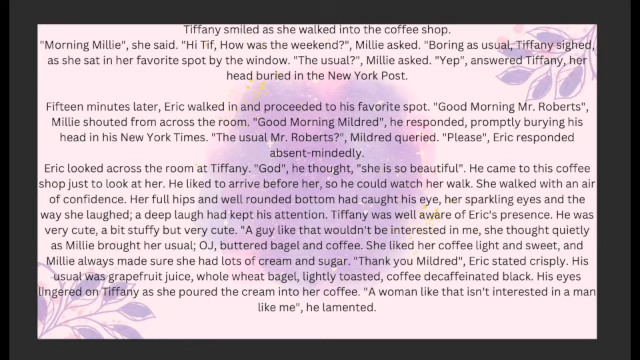 Tiffany smiled as she walked into the coffee shop.
"Morning Millie", she said. "Hi Tif, How was the weekend?", Millie asked. "Boring as usual, Tiffany sighed,
as she sat in her favorite spot by the window. "The usual?", Millie asked. "Yep", answered Tiffany, her
head buried in the New York Post.
Fifteen minutes later, Eric walked in and proceeded to his favorite spot. "Good Morning Mr. Roberts",
Millie shouted from across the room. "Good Morning Mildred", he responded, promptly burying his
head in his New York Times. "The usual Mr. Roberts?", Mildred queried. "Please", Eric responded
absent-mindedly.
Eric looked across the room at Tiffany. "God", he thought, "she is so beautiful". He came to this coffee
shop just to look at her. He liked to arrive before her, so he could watch her walk. She walked with an air
of confidence. Her full hips and well rounded bottom had caught his eye, her sparkling eyes and the
way she laughed; a deep laugh had kept his attention. Tiffany was well aware of Eric's presence. He was
very cute, a bit stuffy but very cute. "A guy like that wouldn't be interested in me, she thought quietly
as Millie brought her usual; OJ, buttered bagel and coffee. She liked her coffee light and sweet, and
Millie always made sure she had lots of cream and sugar. "Thank you Mildred", Eric stated crisply. His
usual was grapefruit juice, whole wheat bagel, lightly toasted, coffee decaffeinated black. His eyes
lingered on Tiffany as she poured the cream into her coffee. "A woman like that isn't interested in a man
like me", he lamented.